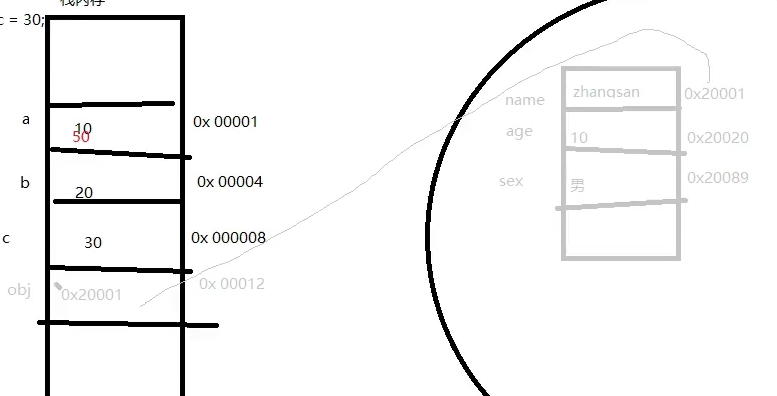 栈内存
c = 30;
a
10
50
0x 00001
b
20
0x 00004
c
30
0x 000008
obj
0x20001
0x 00012
name
zhangsan
0x20001
age
10
0x20020
sex
男
0x20089